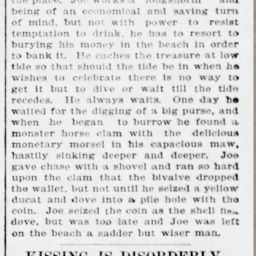 the place. Joe works a longshorn and
being of an economical and saving turn
of mind, but not with power to resist
temptation to drink, he has to resort to
burying his money in the beach in order
to bank it. He caches the treasure at low
tide so that should the tide be in when he
wishes to celebrate there is no way to
get it but to dive or wait till the tide
recedes. He always waits. One day he
waited for the digging of a big purse, and
when he began to burrow he found a
monster horse clam with the delicious
monetary morsel in his capacious maw,
hastily sinking deeper and deeper. Joe
gave chase with a shovel and ran so hard
upon the clam that the bivalve dropped
the wallet, but not until he seized a yellow
ducat and dove into a pile hole with the
coin. Joe seized the coin as the shell
dove, but was too late and Joe was left
on the beach a sadder but wiser man.
KISSING IS DISORDERLY